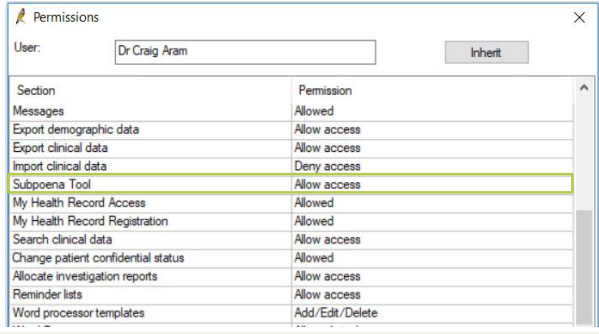 Permissions
User: Dr Craig Aram Inherit
Section Permission
Messages Allowed
Export demographic data Allow access
Export clinical data Allow access
Import clinical data Deny access
Subpoena Tool Allow access
My Health Record Access Allowed
My Health Record Registration Allowed
Search clinical data Allow access
Change patient confidential status Allowed
Allocate investigation reports Allow access
Reminder lists Allow access
Word processor templates Add/Edit/Delete